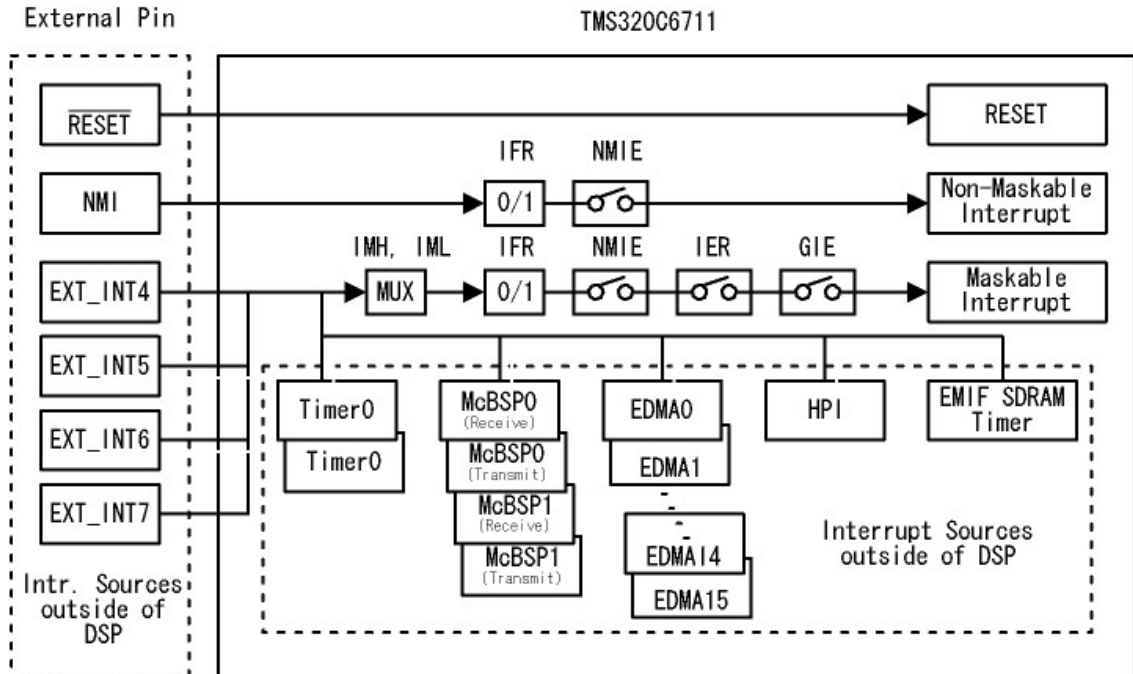 External Pin
TMS320C6711
RESET
RESET
IFR
NMIE
NMI
0/1
Non-Maskable
Interrupt
IMH, IML
IFR
NMIE
IER
GIE
EXT_INT4
MUX
0/1
Maskable
Interrupt
EXT_INT5
Timer0
McBSP0
(Receive)
EDMA0
HPI
EMIF SDRAM
Timer
EXT_INT6
Timer0
McBSP0
(Transmit)
EDMA1
EXT_INT7
McBSP1
(Receive)
Interrupt Sources
outside of DSP
McBSP1
(Transmit)
EDMA14
EDMA15
Intr. Sources
outside of
DSP